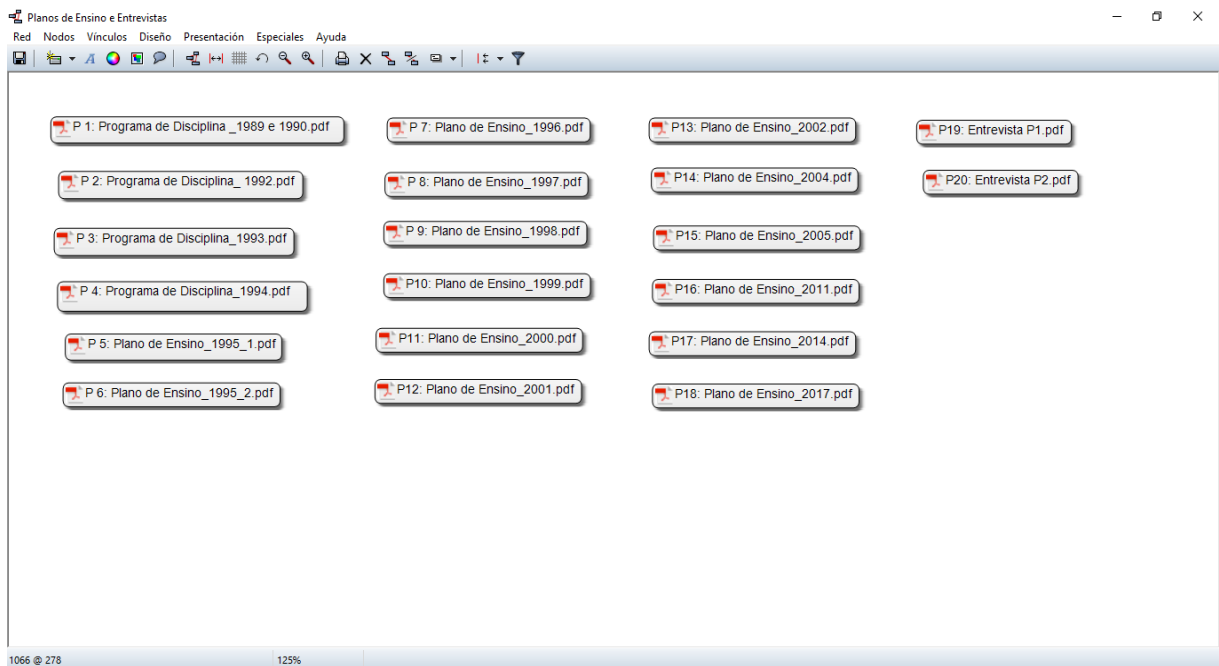 Planos de Ensino e Entrevistas
Red Nodos Vínculos Diseño Presentación Especiales Ayuda
P 1: Programa de Disciplina _1989 e 1990.pdf
P 2: Programa de Disciplina_ 1992.pdf
P 3: Programa de Disciplina_1993.pdf
P 4: Programa de Disciplina_1994.pdf
P 5: Plano de Ensino_1995_1.pdf
P 6: Plano de Ensino_1995_2.pdf
P 7: Plano de Ensino_1996.pdf
P 8: Plano de Ensino_1997.pdf
P 9: Plano de Ensino_1998.pdf
P10: Plano de Ensino_1999.pdf
P11: Plano de Ensino_2000.pdf
P12: Plano de Ensino_2001.pdf
P13: Plano de Ensino_2002.pdf
P14: Plano de Ensino_2004.pdf
P15: Plano de Ensino_2005.pdf
P16: Plano de Ensino_2011.pdf
P17: Plano de Ensino_2014.pdf
P18: Plano de Ensino_2017.pdf
P19: Entrevista P1.pdf
P20: Entrevista P2.pdf
1066 @ 278 125%